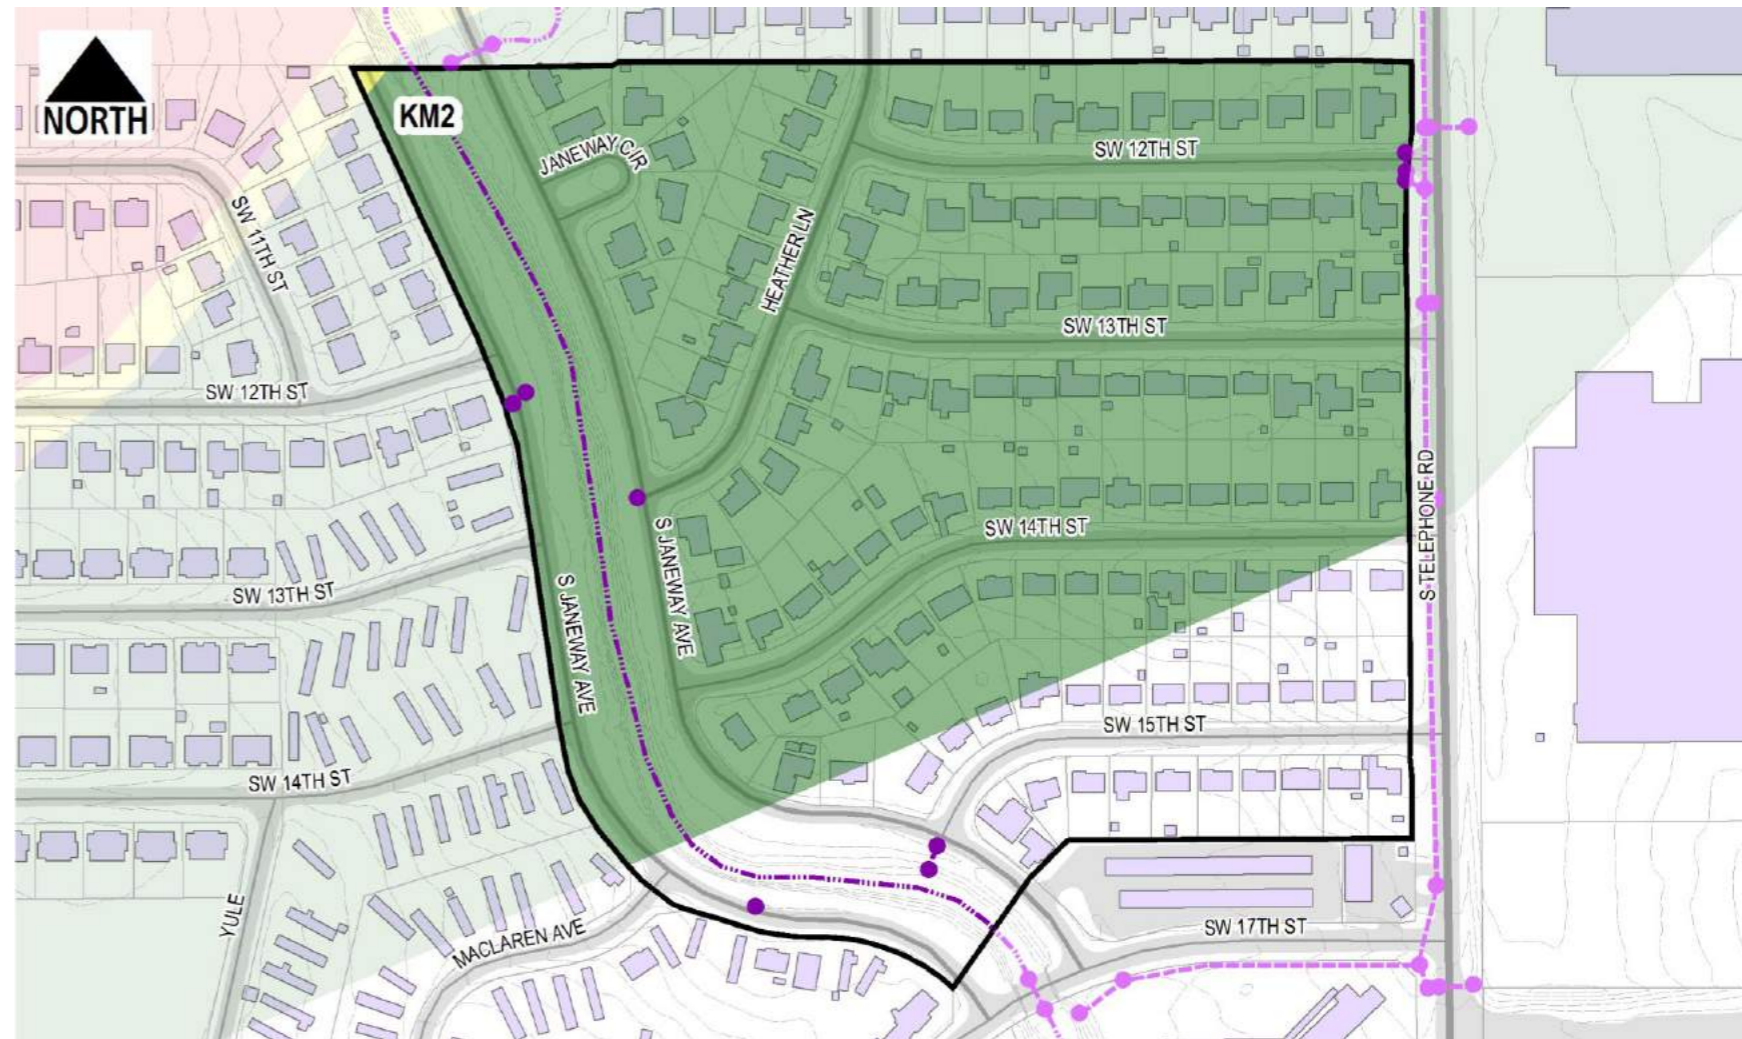 NORTH
KM2
JANEWAY CIR
SW 12TH ST
SW 11TH ST
HEATHER LN
SW 13TH ST
SW 12TH ST
S TELEPHONE RD
SW 14TH ST
S JANEWAY AVE
S JANEWAY AVE
SW 13TH ST
SW 15TH ST
SW 14TH ST
YULE
MACLAREN AVE
SW 17TH ST